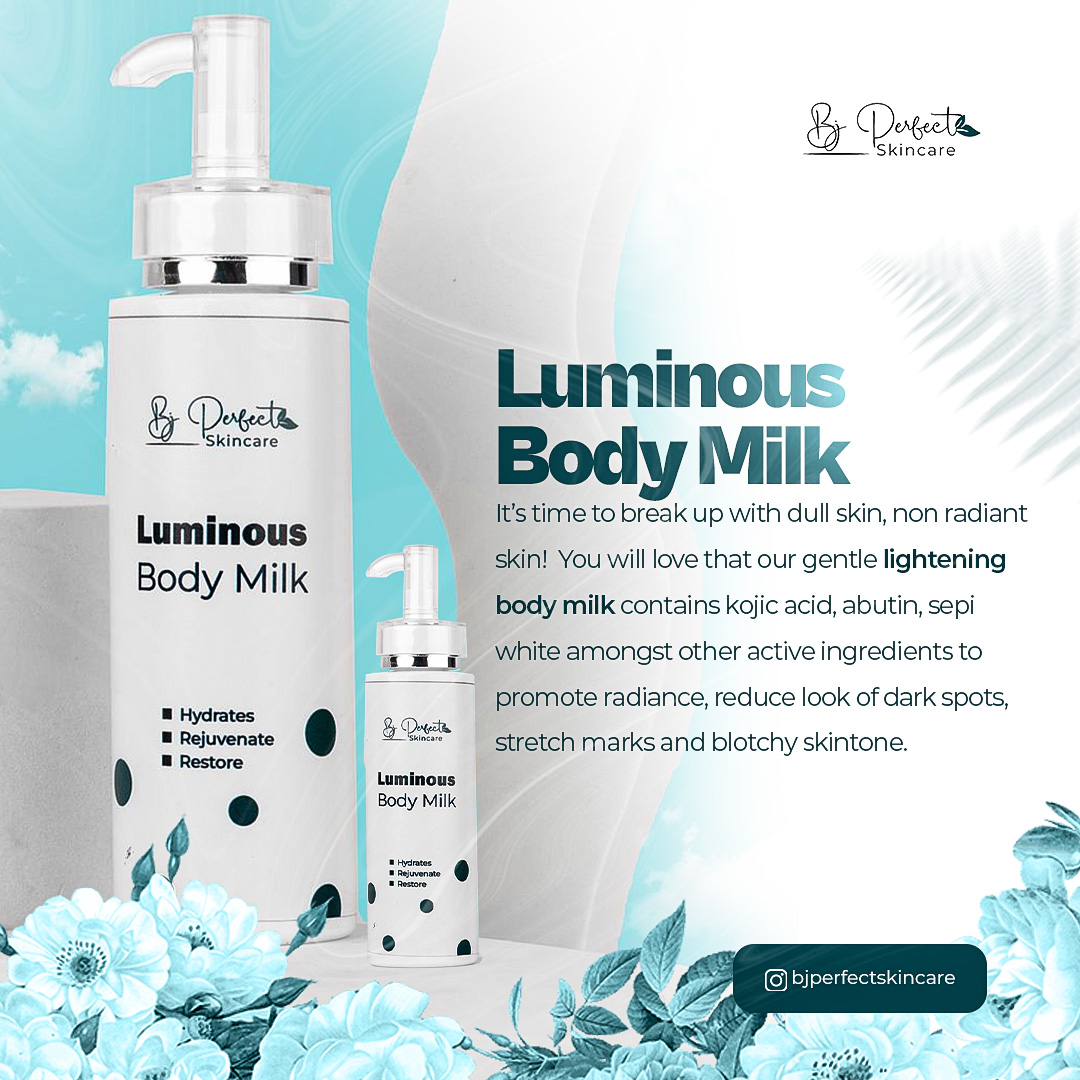 Bj Perfect
Skincare
Bj Perfect
Skincare
Luminous
Body Milk
Hydrates
Rejuvenate
Restore
Bj Perfect
Skincare
Luminous
Body Milk
Hydrates
Rejuvenate
Restore
Luminous
Body Milk
It's time to break up with dull skin, non radiant
skin!  You will love that our gentle lightening
body milk contains kojic acid, abutin, sepi
white amongst other active ingredients to
promote radiance, reduce look of dark spots,
stretch marks and blotchy skintone.
bjperfectskincare